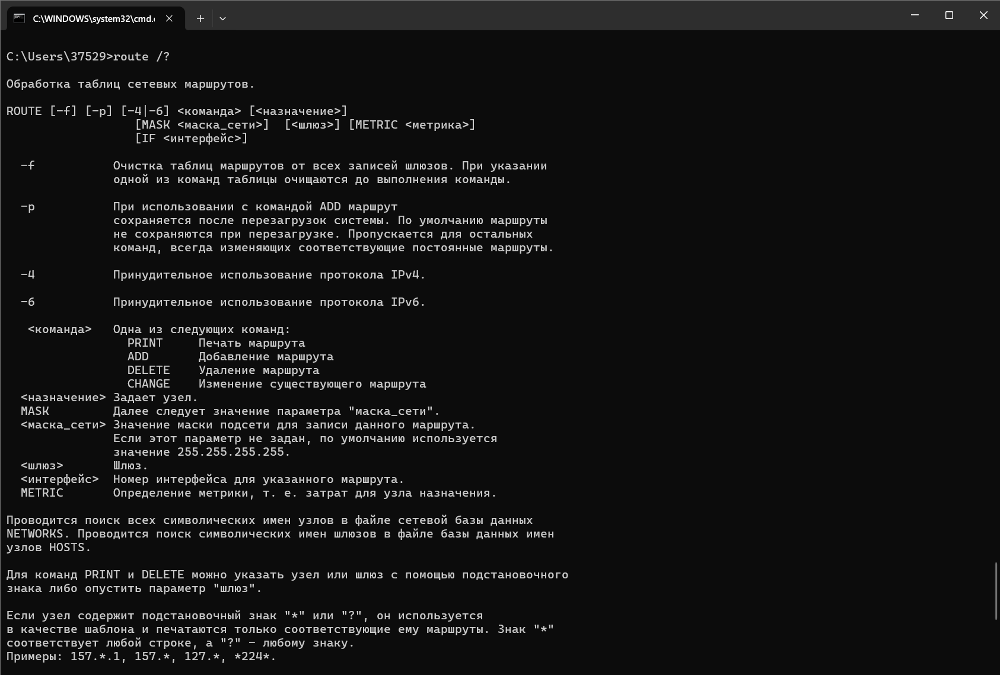 C:\WINDOWS\system32\cmd.
C:\Users\37529>route /?
Обработка таблиц сетевых маршрутов.
ROUTE [-f] [-p] [-4|-6] <команда> [<назначение>]
[MASK <маска_сети>]  [<шлюз>] [METRIC <метрика>]
[IF <интерфейс>]
-f Очистка таблиц маршрутов от всех записей шлюзов. При указании
одной из команд таблицы очищаются до выполнения команды.
-p При использовании с командой ADD маршрут
сохраняется после перезагрузок системы. По умолчанию маршруты
не сохраняются при перезагрузке. Пропускается для остальных
команд, всегда изменяющих соответствующие постоянные маршруты.
-4 Принудительное использование протокола IPv4.
-6 Принудительное использование протокола IPv6.
<команда> Одна из следующих команд:
PRINT Печать маршрута
ADD Добавление маршрута
DELETE Удаление маршрута
CHANGE Изменение существующего маршрута
<назначение> Задает узел.
MASK Далее следует значение параметра "маска_сети".
<маска_сети> Значение маски подсети для записи данного маршрута.
Если этот параметр не задан, по умолчанию используется
значение 255.255.255.255.
<шлюз> Шлюз.
<интерфейс> Номер интерфейса для указанного маршрута.
METRIC Определение метрики, т. е. затрат для узла назначения.
Проводится поиск всех символических имен узлов в файле сетевой базы данных
NETWORKS. Проводится поиск символических имен шлюзов в файле базы данных имен
узлов HOSTS.
Для команд PRINT и DELETE можно указать узел или шлюз с помощью подстановочного
знака либо опустить параметр "шлюз".
Если узел содержит подстановочный знак "*" или "?", он используется
в качестве шаблона и печатаются только соответствующие ему маршруты. Знак "*"
соответствует любой строке, а "?" - любому знаку.
Примеры: 157.*.1, 157.*, 127.*, *224*.